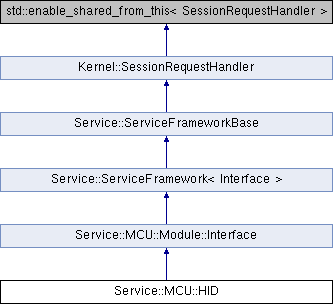 std::enable_shared_from_this< SessionRequestHandler >
Kernel::SessionRequestHandler
Service::ServiceFrameworkBase
Service::ServiceFramework< Interface >
Service::MCU::Module::Interface
Service::MCU::HID